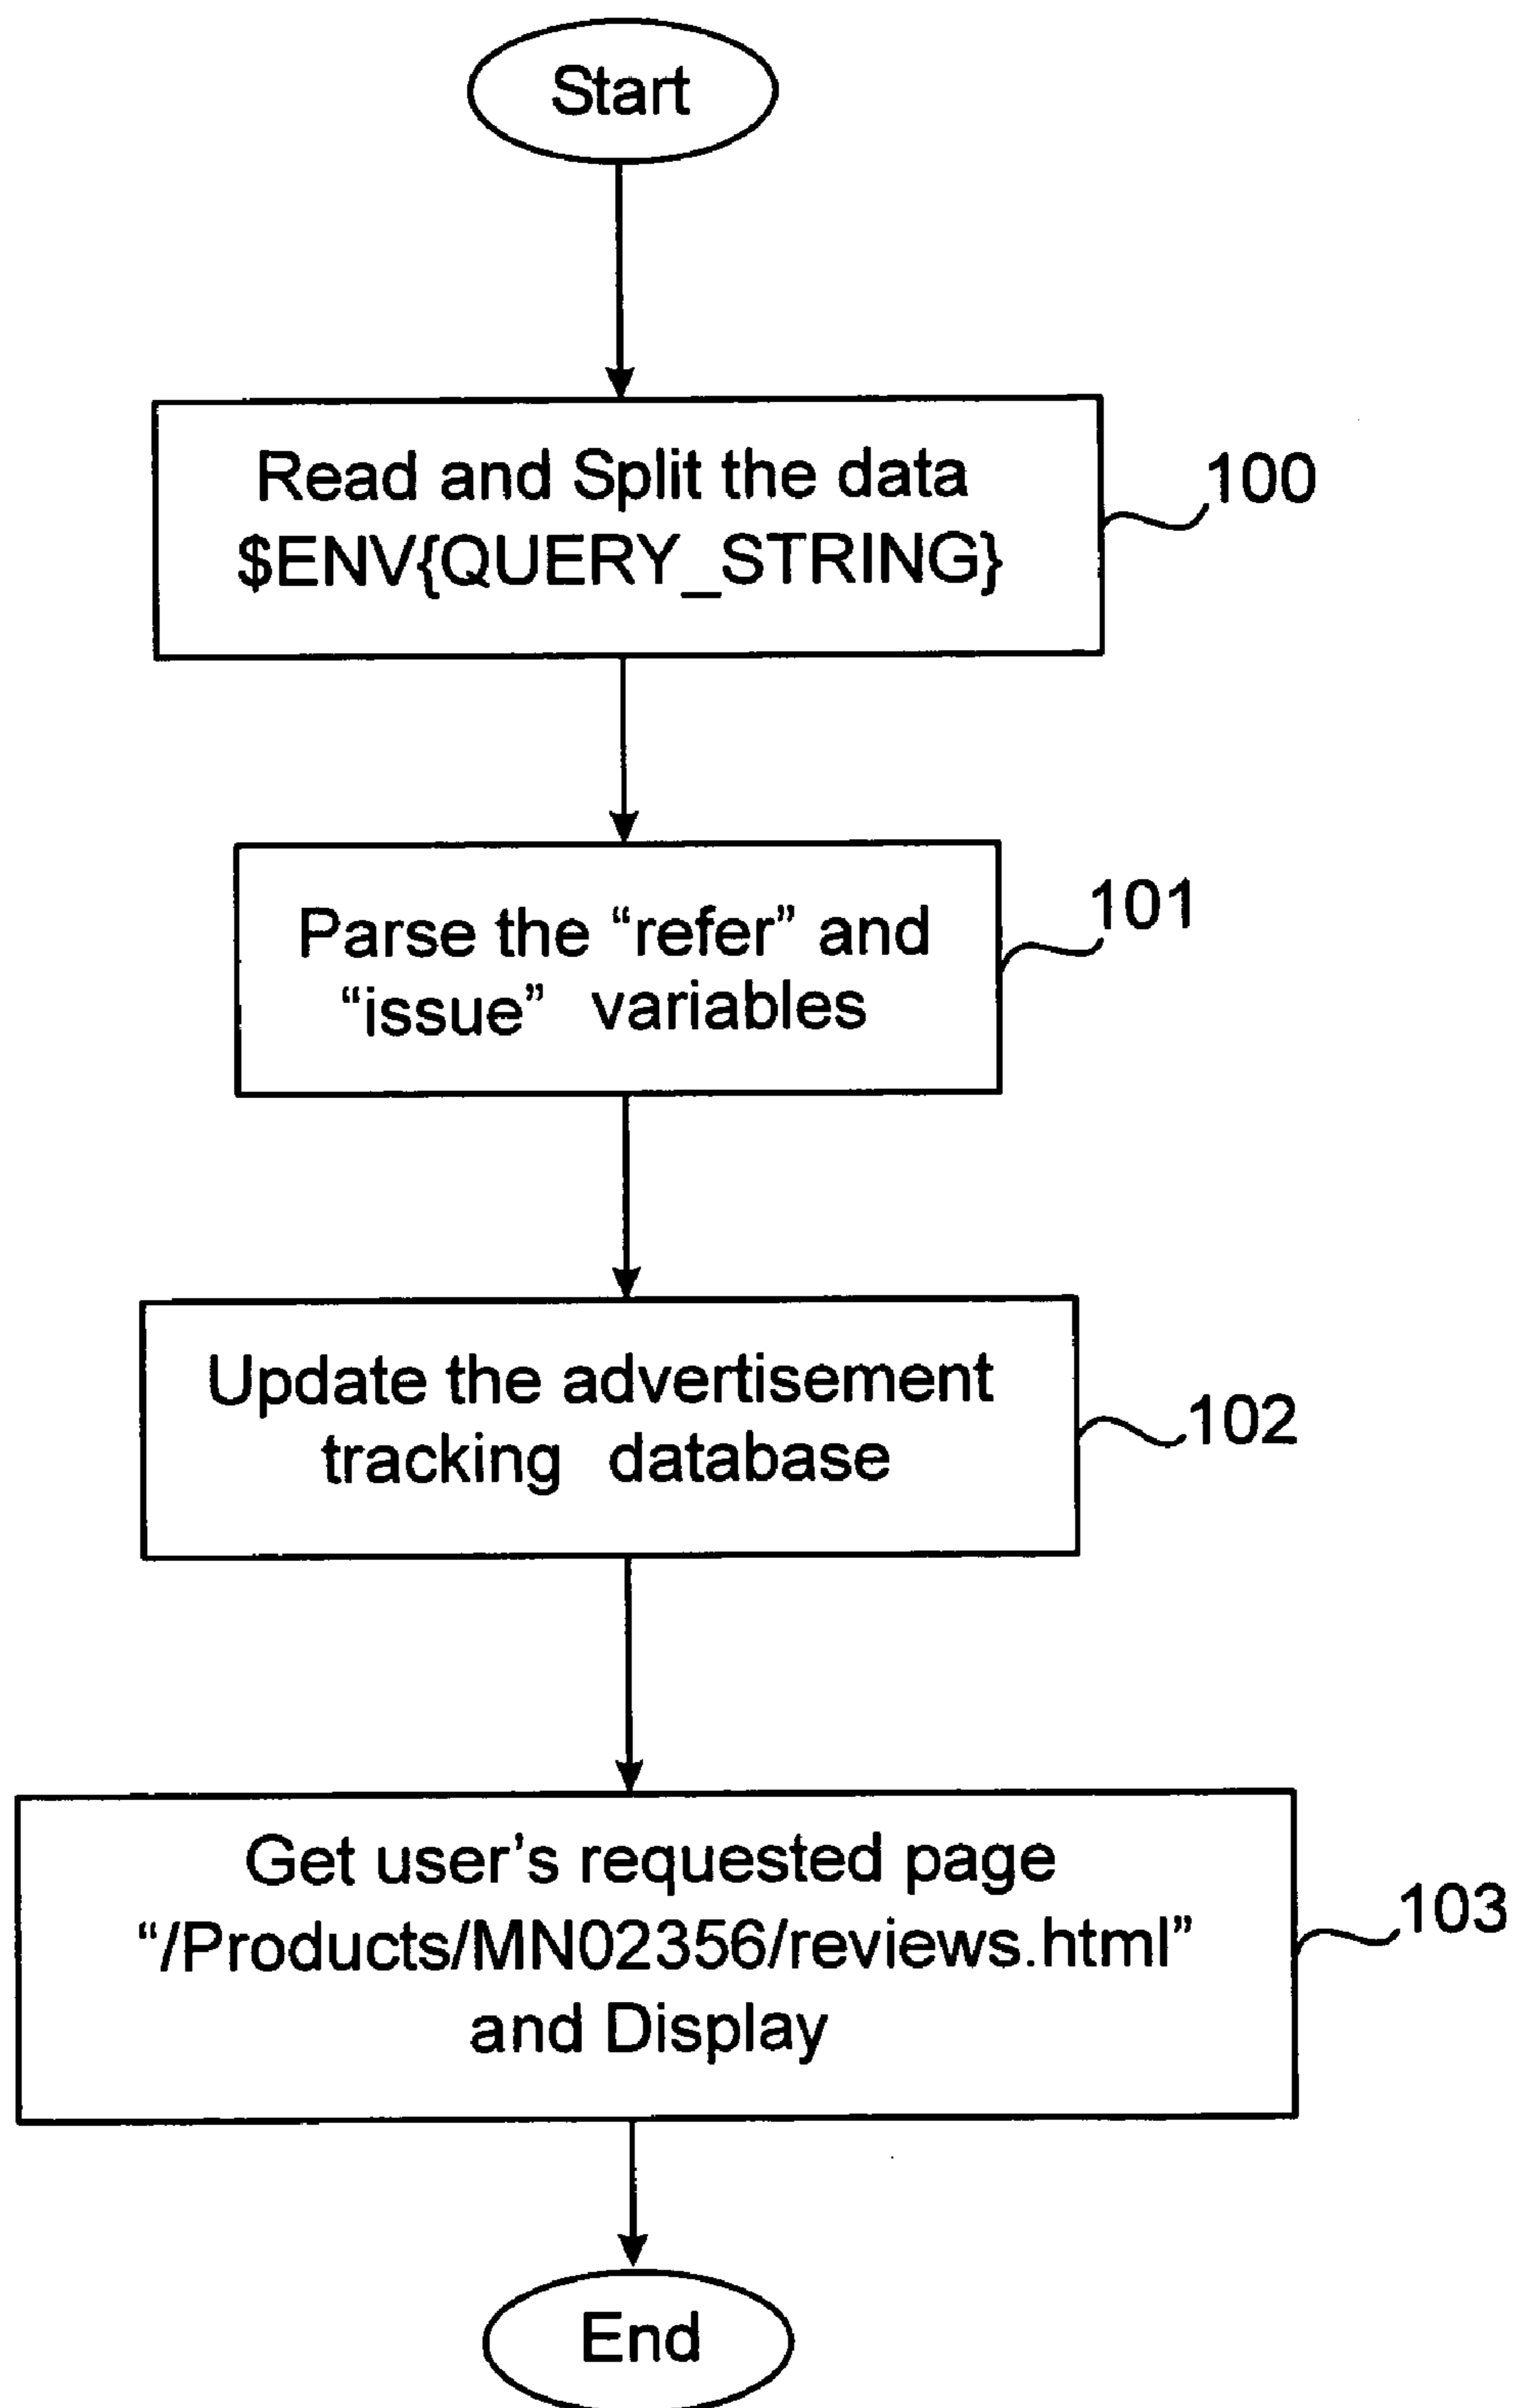 Start
Read and Split the data
$ENV{QUERY_STRING}
100
Parse the “refer” and
“issue” variables
101
Update the advertisement
tracking database
102
Get user’s requested page
“/Products/MN02356/reviews.html”
and Display
103
End